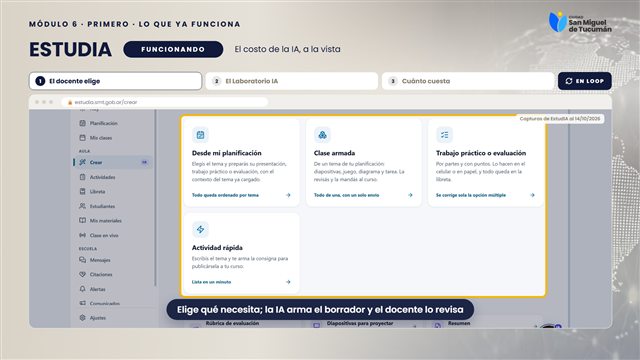 MÓDULO 6 · PRIMERO · LO QUE YA FUNCIONA
Ciudad
San Miguel
de Tucumán
ESTUDIA
FUNCIONANDO
El costo de la IA, a la vista
1 El docente elige
2 El Laboratorio IA
3 Cuánto cuesta
EN LOOP
estudia.smt.gob.ar/crear
Capturas de EstudIA al 14/10/2026
Planificación
Mis clases
AULA
Crear
Actividades
Libreta
Estudiantes
Mis materiales
Clase en vivo
ESCUELA
Mensajes
Citaciones
Alertas
Comunicados
Ajustes
Desde mi planificación
Elegís el tema y preparás su presentación,
trabajo práctico o evaluación, con el
contexto del tema ya cargado.
Todo queda ordenado por tema
Clase armada
De un tema de tu planificación:
diapositivas, juego, diagrama y tarea. La
revisás y la mandás al curso.
Todo de una, con un solo envío
Trabajo práctico o evaluación
Por partes y con puntos. Lo hacen en el
celular o en papel, y todo queda en la
libreta.
Se corrige sola la opción múltiple
Actividad rápida
Escribís el tema y te arma la consigna para
publicársela a tu curso.
Lista en un minuto
Elige qué necesita; la IA arma el borrador y el docente lo revisa
Rúbrica de evaluación
Diapositivas para proyectar
Resumen